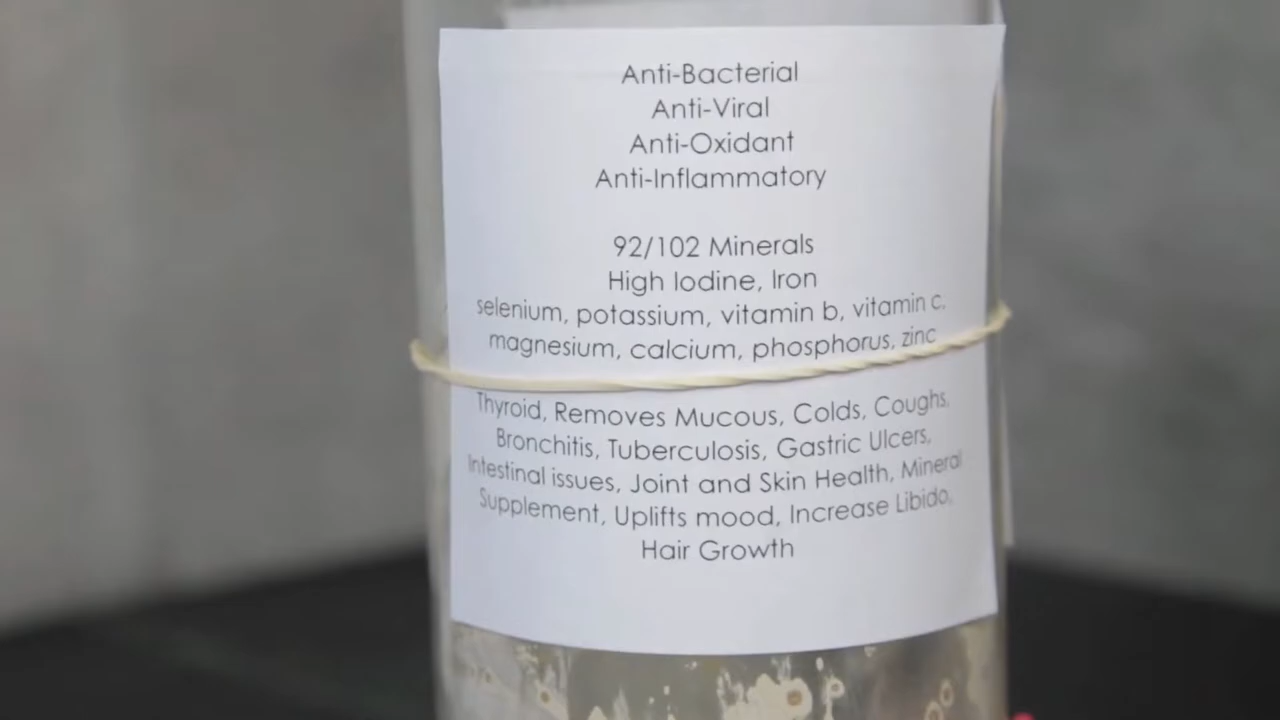 Anti-Bacterial
Anti-Viral
Anti-Oxidant
Anti-Inflammatory
92/102 Minerals
High Iodine, Iron
selenium, potassium, vitamin b, vitamin c,
magnesium, calcium, phosphorus, zinc
Thyroid, Removes Mucous, Colds, Coughs,
Bronchitis, Tuberculosis, Gastric Ulcers,
Intestinal issues, Joint and Skin Health, Mineral
Supplement, Uplifts mood, Increase Libido,
Hair Growth